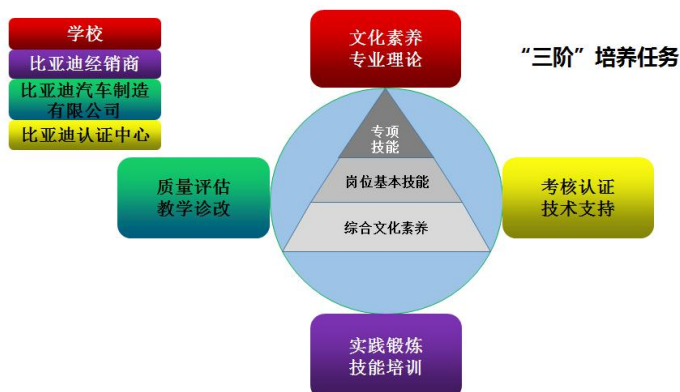 学校
比亚迪经销商
比亚迪汽车制造
有限公司
比亚迪认证中心
文化素养
专业理论
“三阶”培养任务
专项
技能
岗位基本技能
综合文化素养
质量评估
教学诊改
考核认证
技术支持
实践锻炼
技能培训